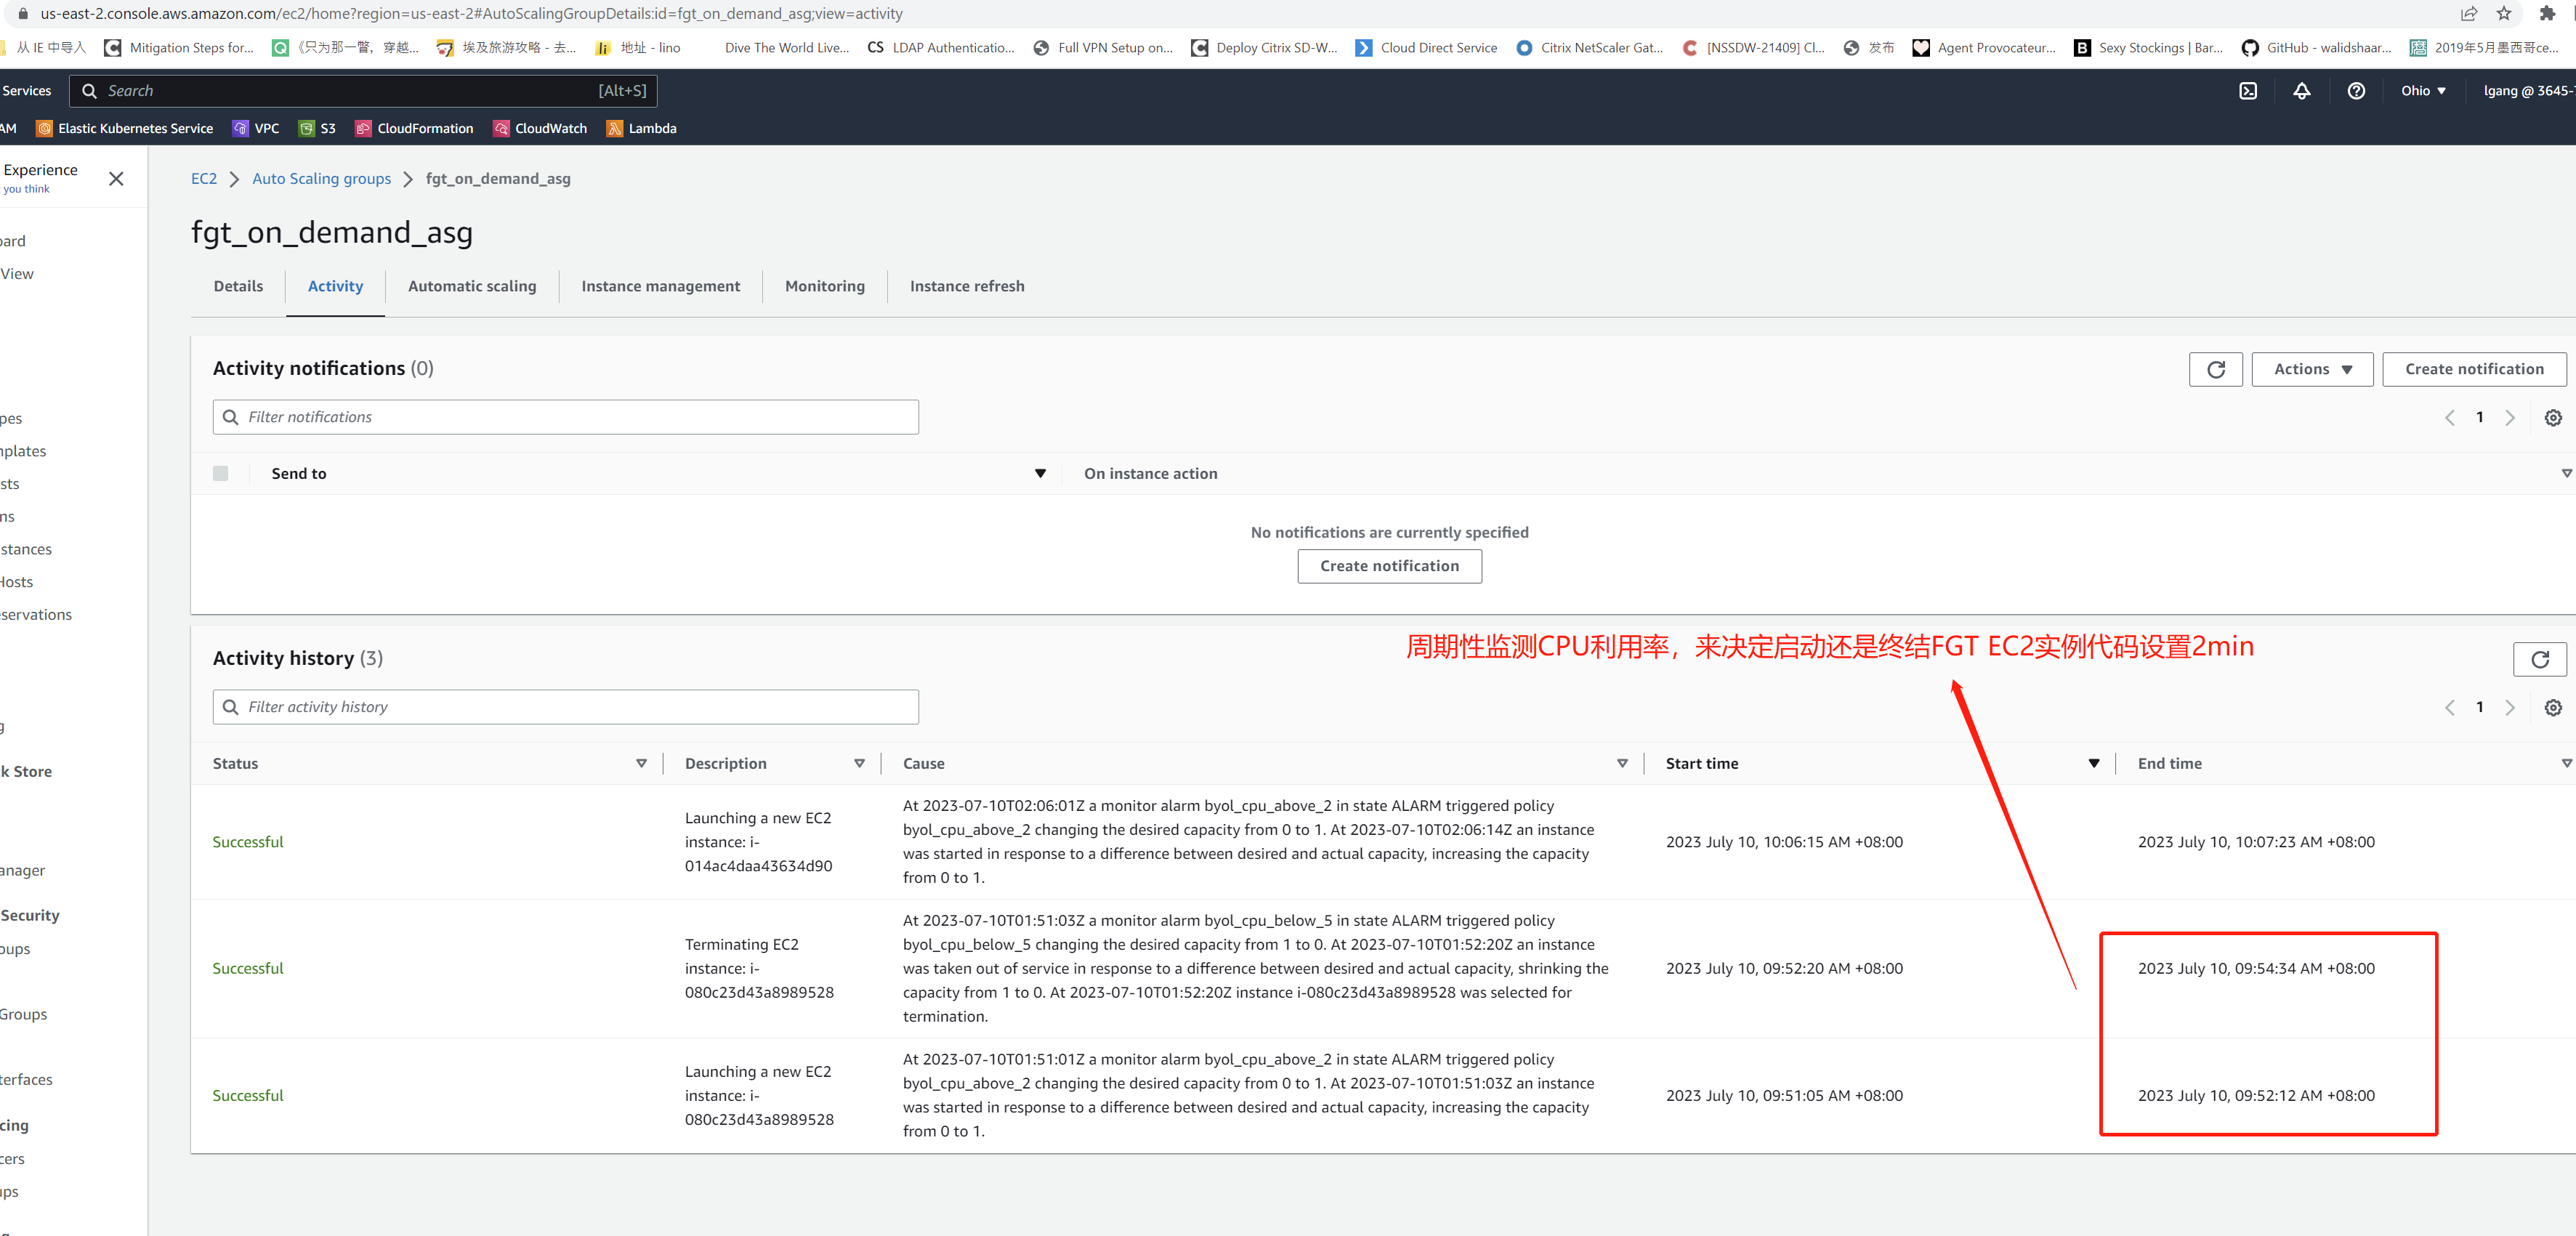 us-east-2.console.aws.amazon.com/ec2/home?region=us-east-2#AutoScalingGroupDetails:id=fgt_on_demand_asg;view=activity
从 IE 中导入 Mitigation Steps for... 《只为那一瞥，穿越... 埃及旅游攻略 - 去... 地址 - lino Dive The World Live... LDAP Authenticatio... Full VPN Setup on... Deploy Citrix SD-W... Cloud Direct Service Citrix NetScaler Gat... [NSSDW-21409] Cl... 发布 Agent Provocateur... Sexy Stockings | Bar... GitHub - walidshaar... 2019年5月墨西哥ce...
Services Search [Alt+S] Ohio lgang @ 3645-
AM Elastic Kubernetes Service VPC S3 CloudFormation CloudWatch Lambda
Experience
you think
EC2 Auto Scaling groups fgt_on_demand_asg
fgt_on_demand_asg
oard
View
Details Activity Automatic scaling Instance management Monitoring Instance refresh
Activity notifications (0) Actions Create notification
Filter notifications 1
pes
nplates
Send to On instance action
sts
ns
No notifications are currently specified
stances
Create notification
Hosts
eservations
周期性监测CPU利用率，来决定启动还是终结FGT EC2实例代码设置2min
Activity history (3)
Filter activity history 1
g
Status Description Cause Start time End time
k Store
Successful
Launching a new EC2
instance: i-
014ac4daa43634d90
At 2023-07-10T02:06:01Z a monitor alarm byol_cpu_above_2 in state ALARM triggered policy
byol_cpu_above_2 changing the desired capacity from 0 to 1. At 2023-07-10T02:06:14Z an instance
was started in response to a difference between desired and actual capacity, increasing the capacity
from 0 to 1.
2023 July 10, 10:06:15 AM +08:00
2023 July 10, 10:07:23 AM +08:00
anager
Security
oups
Successful
Terminating EC2
instance: i-
080c23d43a8989528
At 2023-07-10T01:51:03Z a monitor alarm byol_cpu_below_5 in state ALARM triggered policy
byol_cpu_below_5 changing the desired capacity from 1 to 0. At 2023-07-10T01:52:20Z an instance
was taken out of service in response to a difference between desired and actual capacity, shrinking the
capacity from 1 to 0. At 2023-07-10T01:52:20Z instance i-080c23d43a8989528 was selected for
termination.
2023 July 10, 09:52:20 AM +08:00
2023 July 10, 09:54:34 AM +08:00
Groups
terfaces
Successful
Launching a new EC2
instance: i-
080c23d43a8989528
At 2023-07-10T01:51:01Z a monitor alarm byol_cpu_above_2 in state ALARM triggered policy
byol_cpu_above_2 changing the desired capacity from 0 to 1. At 2023-07-10T01:51:03Z an instance
was started in response to a difference between desired and actual capacity, increasing the capacity
from 0 to 1.
2023 July 10, 09:51:05 AM +08:00
2023 July 10, 09:52:12 AM +08:00
cing
cers
ups